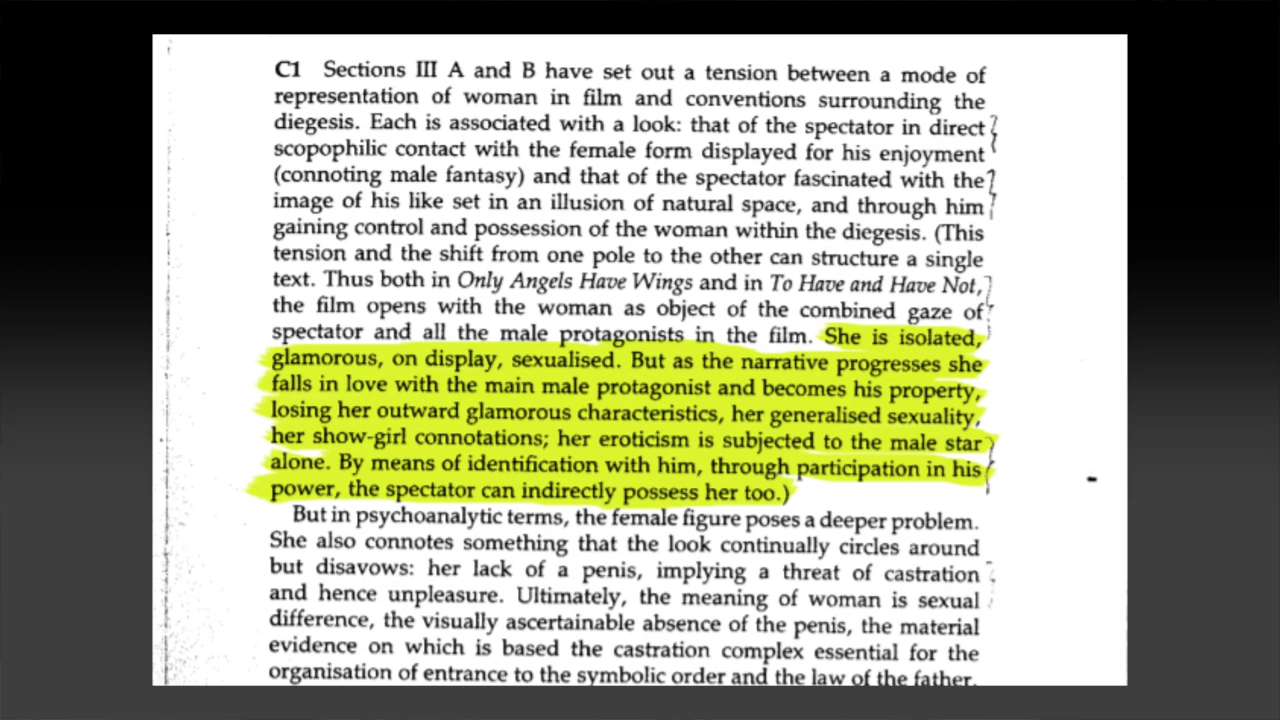 C1 Sections III A and B have set out a tension between a mode of
representation of woman in film and conventions surrounding the
diegesis. Each is associated with a look: that of the spectator in direct
scopophilic contact with the female form displayed for his enjoyment
(connoting male fantasy) and that of the spectator fascinated with the
image of his like set in an illusion of natural space, and through him
gaining control and possession of the woman within the diegesis. (This
tension and the shift from one pole to the other can structure a single
text. Thus both in Only Angels Have Wings and in To Have and Have Not,
the film opens with the woman as object of the combined gaze of
spectator and all the male protagonists in the film. She is isolated,
glamorous, on display, sexualised. But as the narrative progresses she
falls in love with the main male protagonist and becomes his property,
losing her outward glamorous characteristics, her generalised sexuality,
her show-girl connotations; her eroticism is subjected to the male star
alone. By means of identification with him, through participation in his
power, the spectator can indirectly possess her too.)
But in psychoanalytic terms, the female figure poses a deeper problem.
She also connotes something that the look continually circles around
but disavows: her lack of a penis, implying a threat of castration
and hence unpleasure. Ultimately, the meaning of woman is sexual
difference, the visually ascertainable absence of the penis, the material
evidence on which is based the castration complex essential for the
organisation of entrance to the symbolic order and the law of the father.